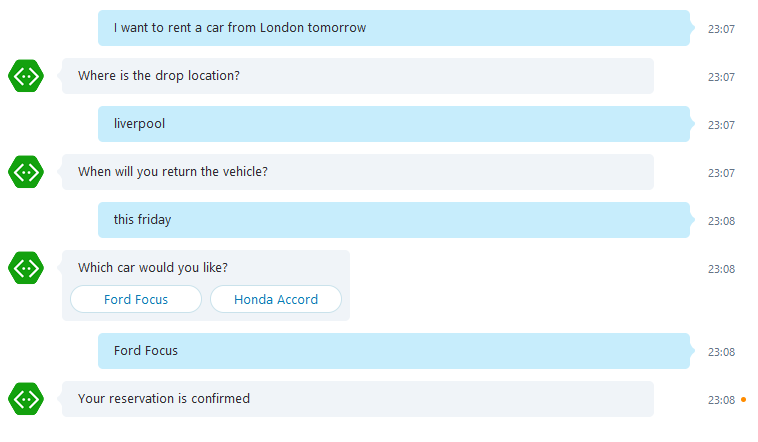 I want to rent a car from London tomorrow 23:07
Where is the drop location? 23:07
liverpool 23:07
When will you return the vehicle? 23:07
this friday 23:08
Which car would you like? 23:08
Ford Focus Honda Accord
Ford Focus 23:08
Your reservation is confirmed 23:08